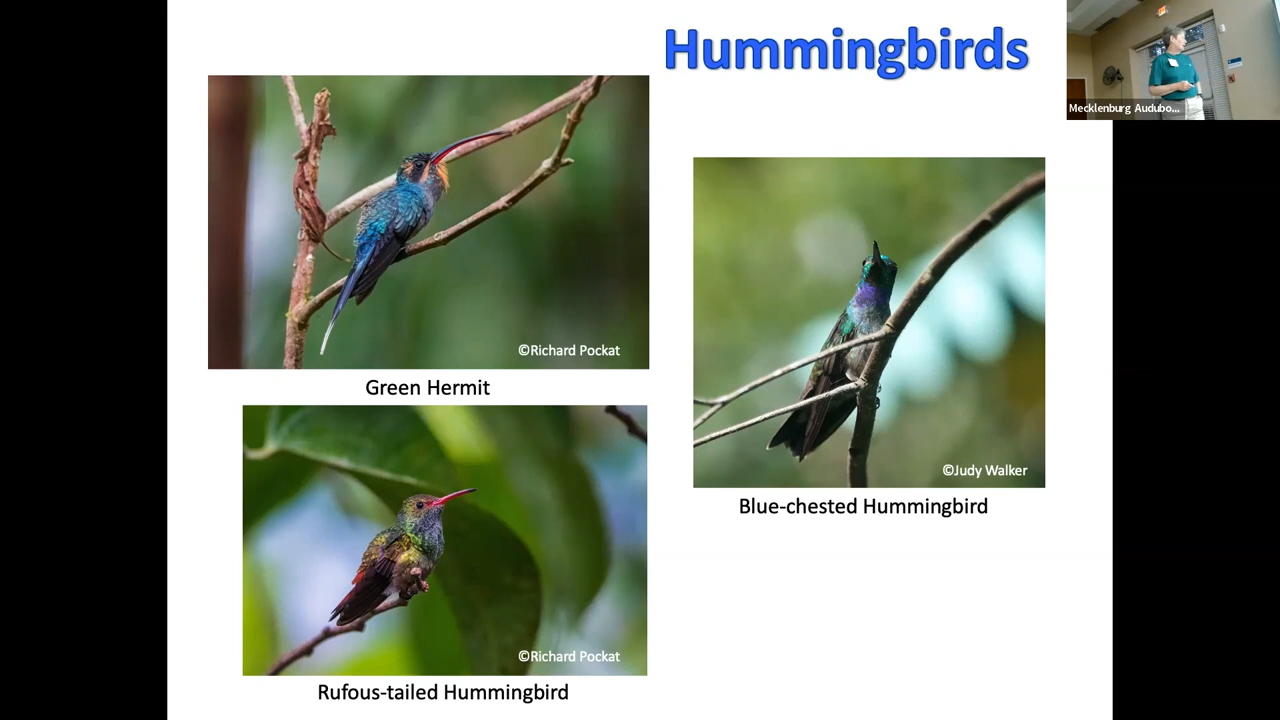 Hummingbirds
Mecklenburg Audubo...
©Richard Pockat
Green Hermit
©Judy Walker
Blue-chested Hummingbird
©Richard Pockat
Rufous-tailed Hummingbird